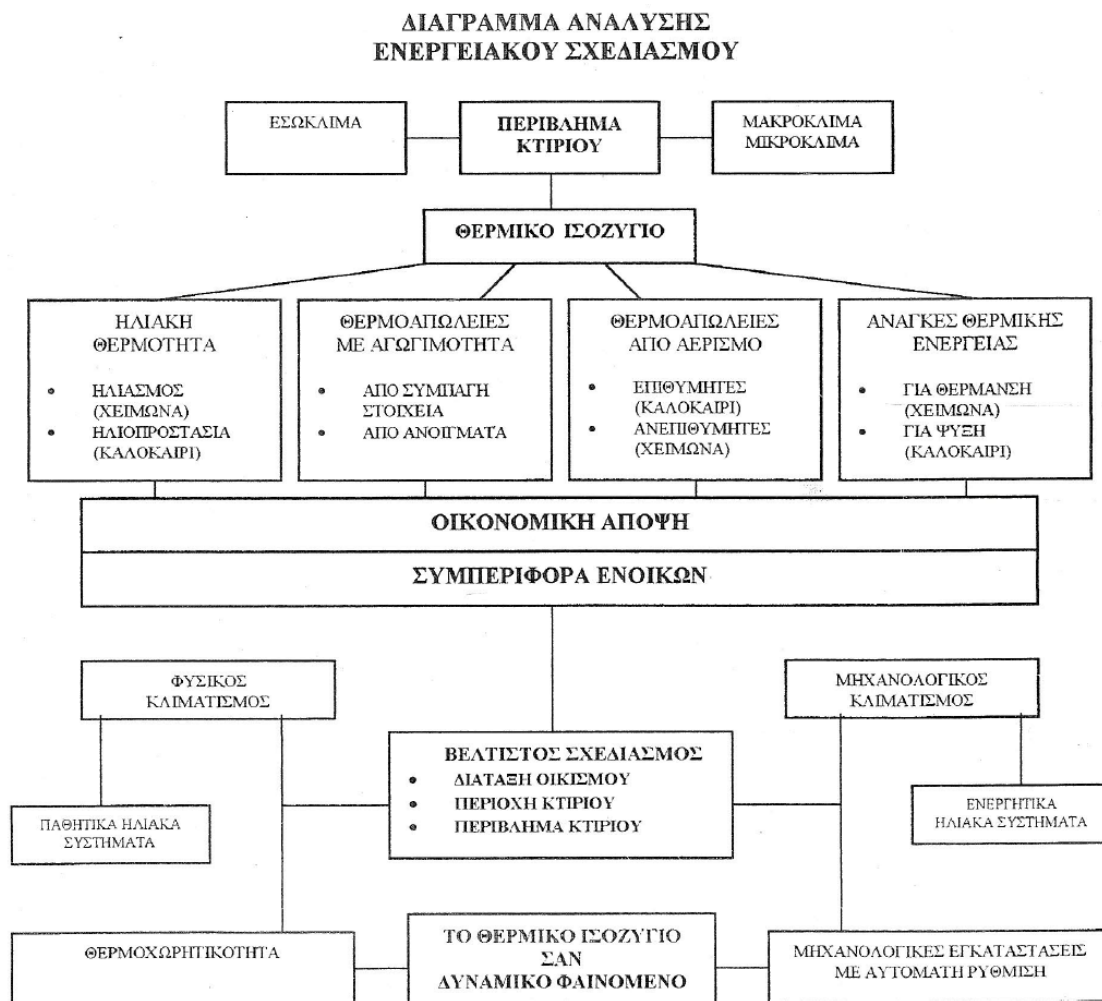 ΔΙΑΓΡΑΜΜΑ ΑΝΑΛΥΣΗΣ
ΕΝΕΡΓΕΙΑΚΟΥ ΣΧΕΔΙΑΣΜΟΥ
ΕΣΩΚΛΙΜΑ
ΠΕΡΙΒΛΗΜΑ
ΚΤΙΡΙΟΥ
ΜΑΚΡΟΚΛΙΜΑ
ΜΙΚΡΟΚΛΙΜΑ
ΘΕΡΜΙΚΟ ΙΣΟΖΥΓΙΟ
ΗΛΙΑΚΗ
ΘΕΡΜΟΤΗΤΑ
• ΗΛΙΑΣΜΟΣ
(ΧΕΙΜΩΝΑ)
• ΗΛΙΟΠΡΟΣΤΑΣΙΑ
(ΚΑΛΟΚΑΙΡΙ)
ΘΕΡΜΟΑΠΩΛΕΙΕΣ
ΜΕ ΑΓΩΓΙΜΟΤΗΤΑ
• ΑΠΟ ΣΥΜΠΑΓΗ
ΣΤΟΙΧΕΙΑ
• ΑΠΟ ΑΝΟΙΓΜΑΤΑ
ΘΕΡΜΟΑΠΩΛΕΙΕΣ
ΑΠΟ ΑΕΡΙΣΜΟ
• ΕΠΙΘΥΜΗΤΕΣ
(ΚΑΛΟΚΑΙΡΙ)
• ΑΝΕΠΙΘΥΜΗΤΕΣ
(ΧΕΙΜΩΝΑ)
ΑΝΑΓΚΕΣ ΘΕΡΜΙΚΗΣ
ΕΝΕΡΓΕΙΑΣ
• ΓΙΑ ΘΕΡΜΑΝΣΗ
(ΧΕΙΜΩΝΑ)
• ΓΙΑ ΨΥΞΗ
(ΚΑΛΟΚΑΙΡΙ)
ΟΙΚΟΝΟΜΙΚΗ ΑΠΟΨΗ
ΣΥΜΠΕΡΙΦΟΡΑ ΕΝΟΙΚΩΝ
ΦΥΣΙΚΟΣ
ΚΛΙΜΑΤΙΣΜΟΣ
ΜΗΧΑΝΟΛΟΓΙΚΟΣ
ΚΛΙΜΑΤΙΣΜΟΣ
ΒΕΛΤΙΣΤΟΣ ΣΧΕΔΙΑΣΜΟΣ
• ΔΙΑΤΑΞΗ ΟΙΚΙΣΜΟΥ
• ΠΕΡΙΟΧΗ ΚΤΙΡΙΟΥ
• ΠΕΡΙΒΛΗΜΑ ΚΤΙΡΙΟΥ
ΠΑΘΗΤΙΚΑ ΗΛΙΑΚΑ
ΣΥΣΤΗΜΑΤΑ
ΕΝΕΡΓΗΤΙΚΑ
ΗΛΙΑΚΑ ΣΥΣΤΗΜΑΤΑ
ΘΕΡΜΟΧΩΡΗΤΙΚΟΤΗΤΑ
ΤΟ ΘΕΡΜΙΚΟ ΙΣΟΖΥΓΙΟ
ΣΑΝ
ΔΥΝΑΜΙΚΟ ΦΑΙΝΟΜΕΝΟ
ΜΗΧΑΝΟΛΟΓΙΚΕΣ ΕΓΚΑΤΑΣΤΑΣΕΙΣ
ΜΕ ΑΥΤΟΜΑΤΗ ΡΥΘΜΙΣΗ